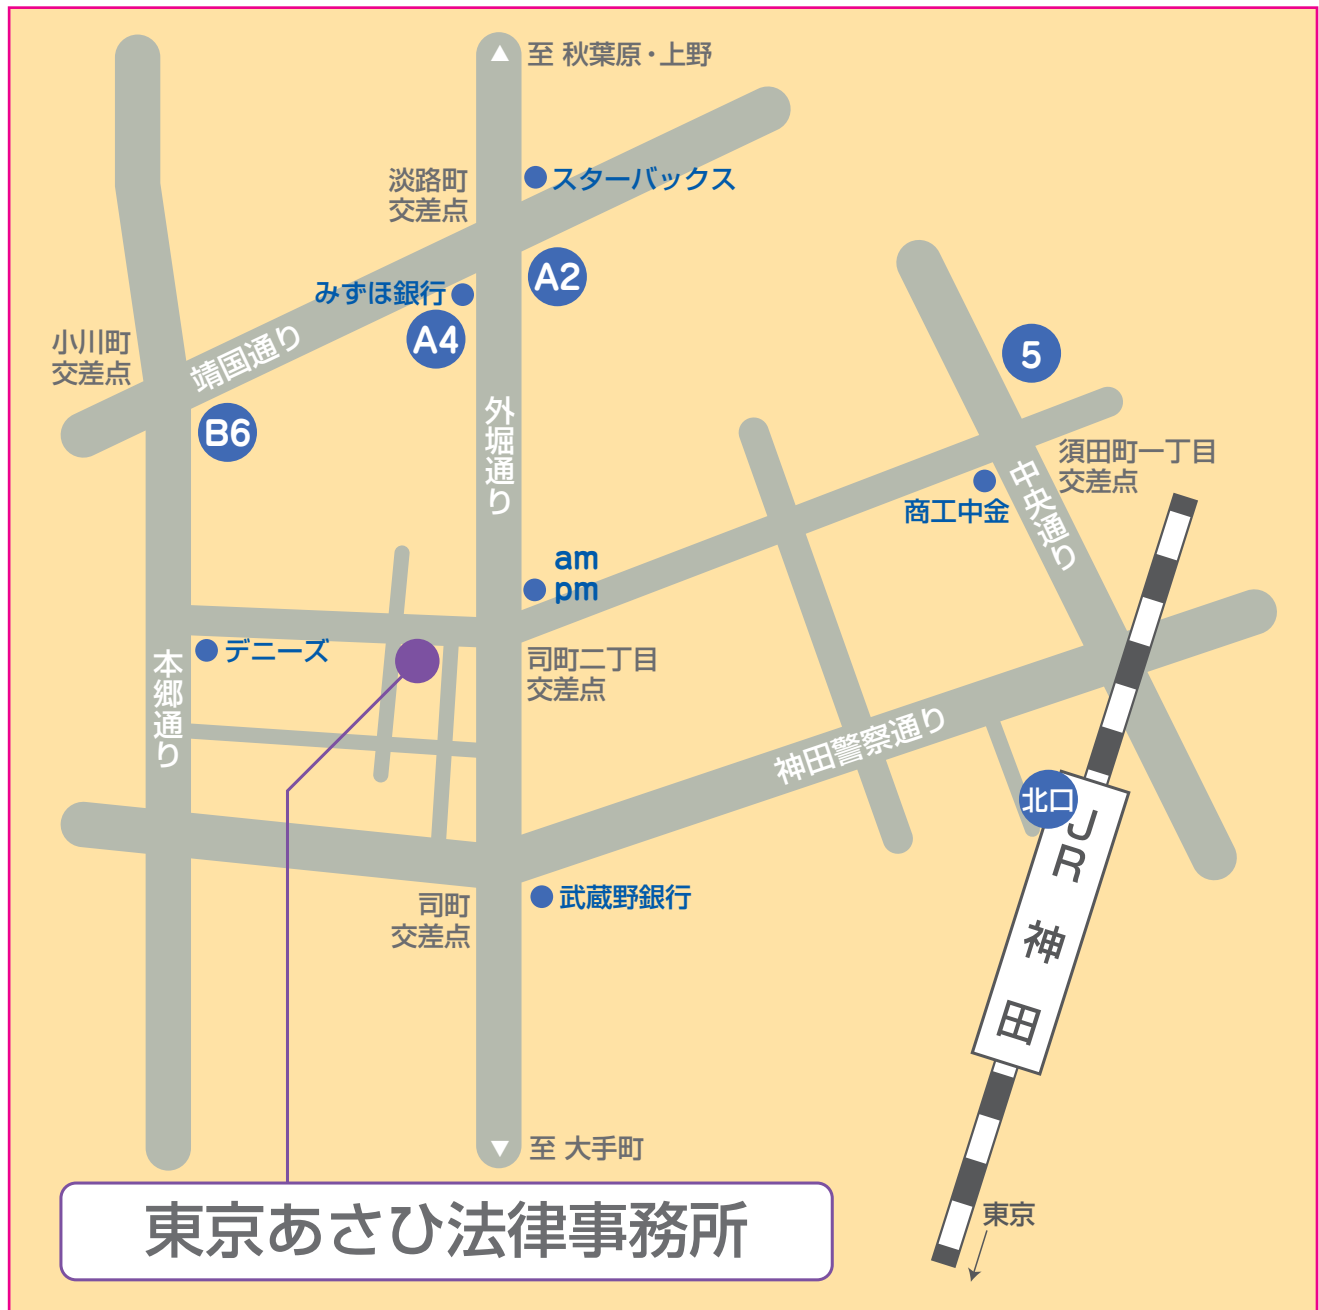 至 秋葉原・上野
淡路町
交差点
スターバックス
A2
みずほ銀行
A4
小川町
交差点
靖国通り
B6
外堀通り
5
須田町一丁目
交差点
中央通り
商工中金
am
pm
デニーズ
本郷通り
司町二丁目
交差点
神田警察通り
北口
JR 神田
武蔵野銀行
司町
交差点
至 大手町
東京
東京あさひ法律事務所